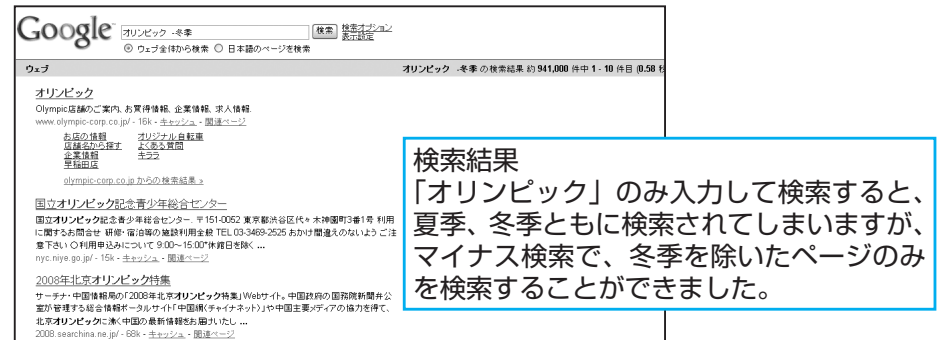 Google オリンピック -冬季 検索 検索オプション
表示設定
ウェブ全体から検索 日本語のページを検索
ウェブ オリンピック -冬季 の検索結果 約 941,000 件中 1 - 10 件目 (0.58 秒
オリンピック
Olympic店舗のご案内、お買得情報、企業情報、求人情報.
www.olympic-corp.co.jp/ - 16k - キャッシュ - 関連ページ
お店の情報 オリジナル自転車
店舗名から探す よくある質問
企業情報 キララ
早稲田店
olympic-corp.co.jp からの検索結果 »
国立オリンピック記念青少年総合センター
国立オリンピック記念青少年総合センター. 〒151-0052 東京都渋谷区代々木神園町3番1号 利用
に関するお問合せ 研修・宿泊等の施設利用全般 TEL 03-3469-2525 おかけ間違えのないよう ご注
意下さい ○利用申込みについて 9:00~15:00*休館日を除く ...
nyc.niye.go.jp/ - 15k - キャッシュ - 関連ページ
2008年北京オリンピック特集
サーチナ・中国情報局の「2008年北京オリンピック特集」Webサイト。中国政府の国務院新聞弁公
室が管理する総合情報ポータルサイト「中国網(チャイナネット)」や中国主要メディアの協力を得て、
北京オリンピックに沸く中国の最新情報をお届けいたし ...
2008.searchina.ne.jp/ - 68k - キャッシュ - 関連ページ
検索結果
「オリンピック」のみ入力して検索すると、
夏季、冬季ともに検索されてしまいますが、
マイナス検索で、冬季を除いたページのみ
を検索することができました。